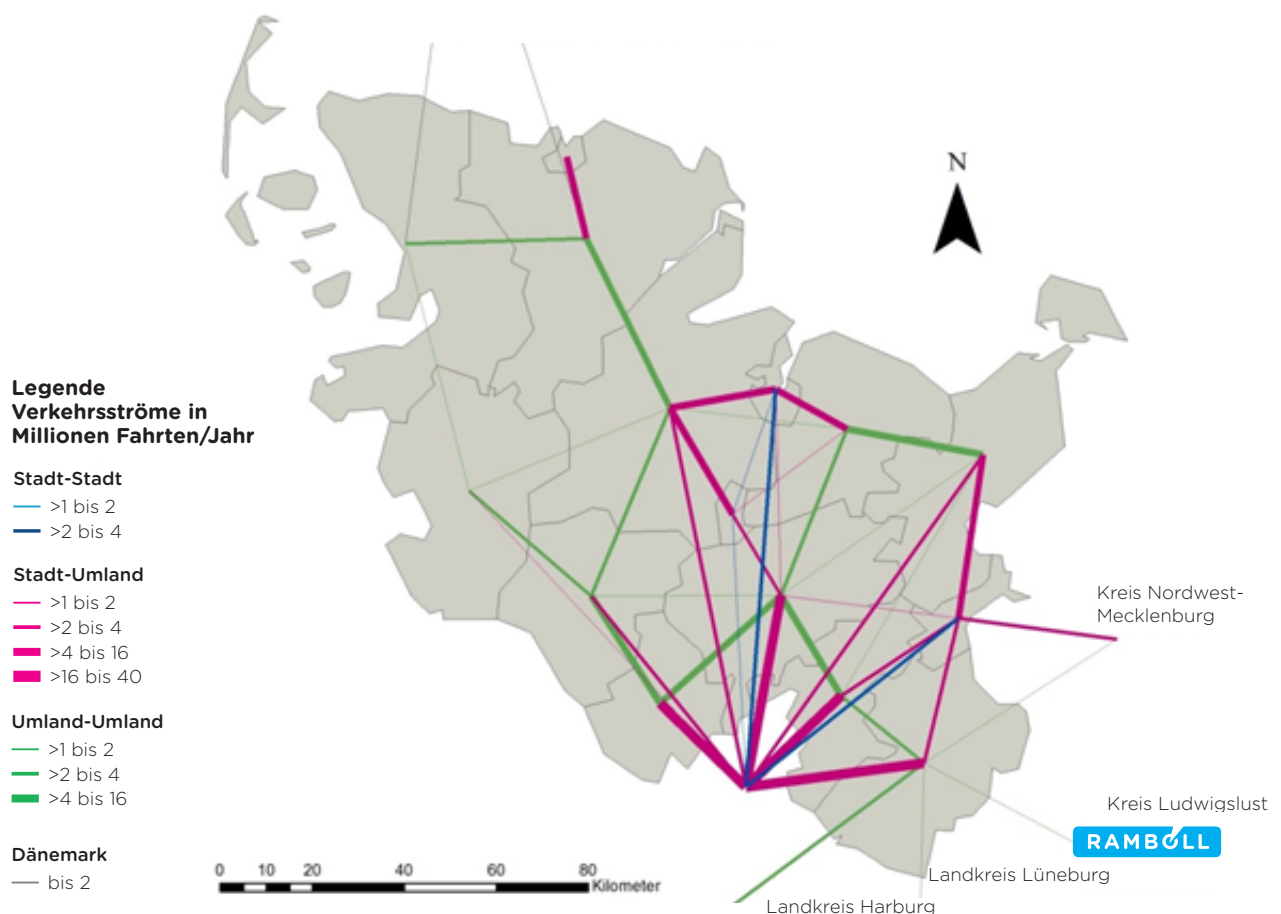 N
Legende
Verkehrsströme in
Millionen Fahrten/Jahr
Stadt-Stadt
>1 bis 2
>2 bis 4
Stadt-Umland
>1 bis 2
>2 bis 4
>4 bis 16
>16 bis 40
Umland-Umland
>1 bis 2
>2 bis 4
>4 bis 16
Dänemark
bis 2
0 10 20 40 60 80
Kilometer
Kreis Nordwest-
Mecklenburg
Kreis Ludwigslust
RAMBOLL
Landkreis Lüneburg
Landkreis Harburg